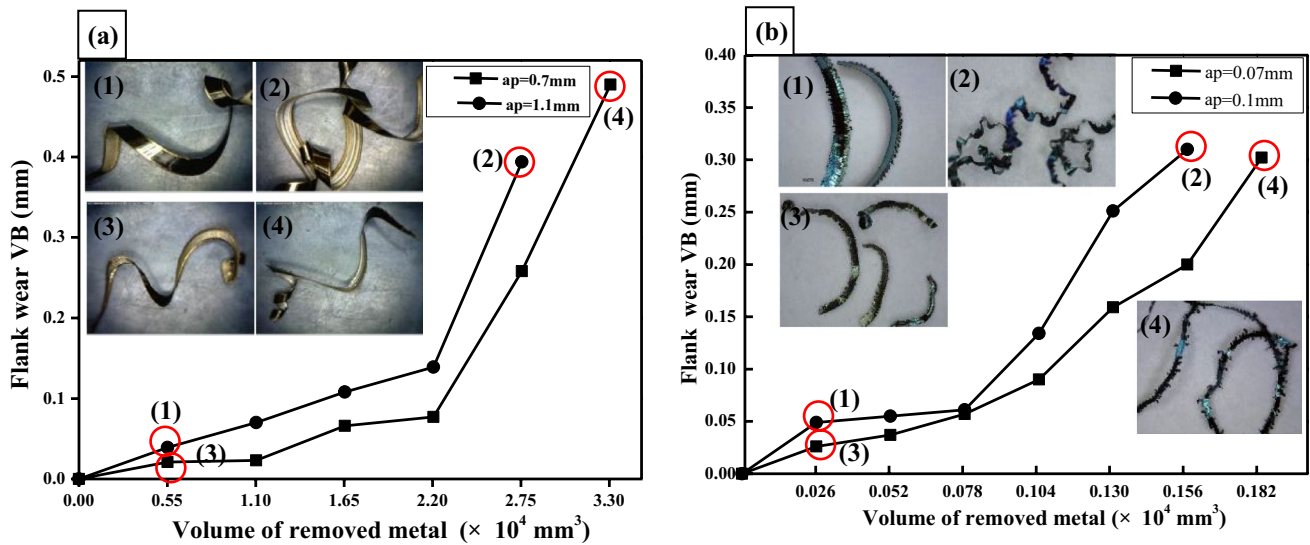 (a)
ap=0.7mm
ap=1.1mm
(1)
(2)
(3)
(4)
(1)
(2)
(3)
(4)
0.5
0.4
0.3
0.2
0.1
0.0
Flank wear VB (mm)
0.00 0.55 1.10 1.65 2.20 2.75 3.30
Volume of removed metal (× 10⁴ mm³)
(b)
ap=0.07mm
ap=0.1mm
(1)
(2)
(3)
(4)
(1)
(2)
(3)
(4)
0.40
0.35
0.30
0.25
0.20
0.15
0.10
0.05
0.00
Flank wear VB (mm)
0.026 0.052 0.078 0.104 0.130 0.156 0.182
Volume of removed metal (× 10⁴ mm³)